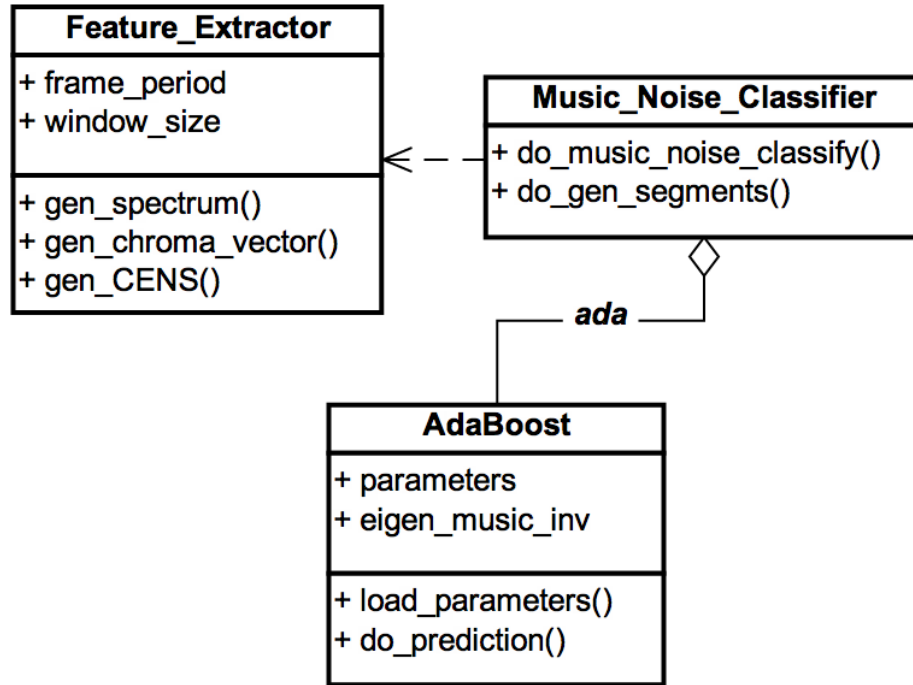 Feature_Extractor
+ frame_period
+ window_size
+ gen_spectrum()
+ gen_chroma_vector()
+ gen_CENS()
Music_Noise_Classifier
+ do_music_noise_classify()
+ do_gen_segments()
ada
AdaBoost
+ parameters
+ eigen_music_inv
+ load_parameters()
+ do_prediction()